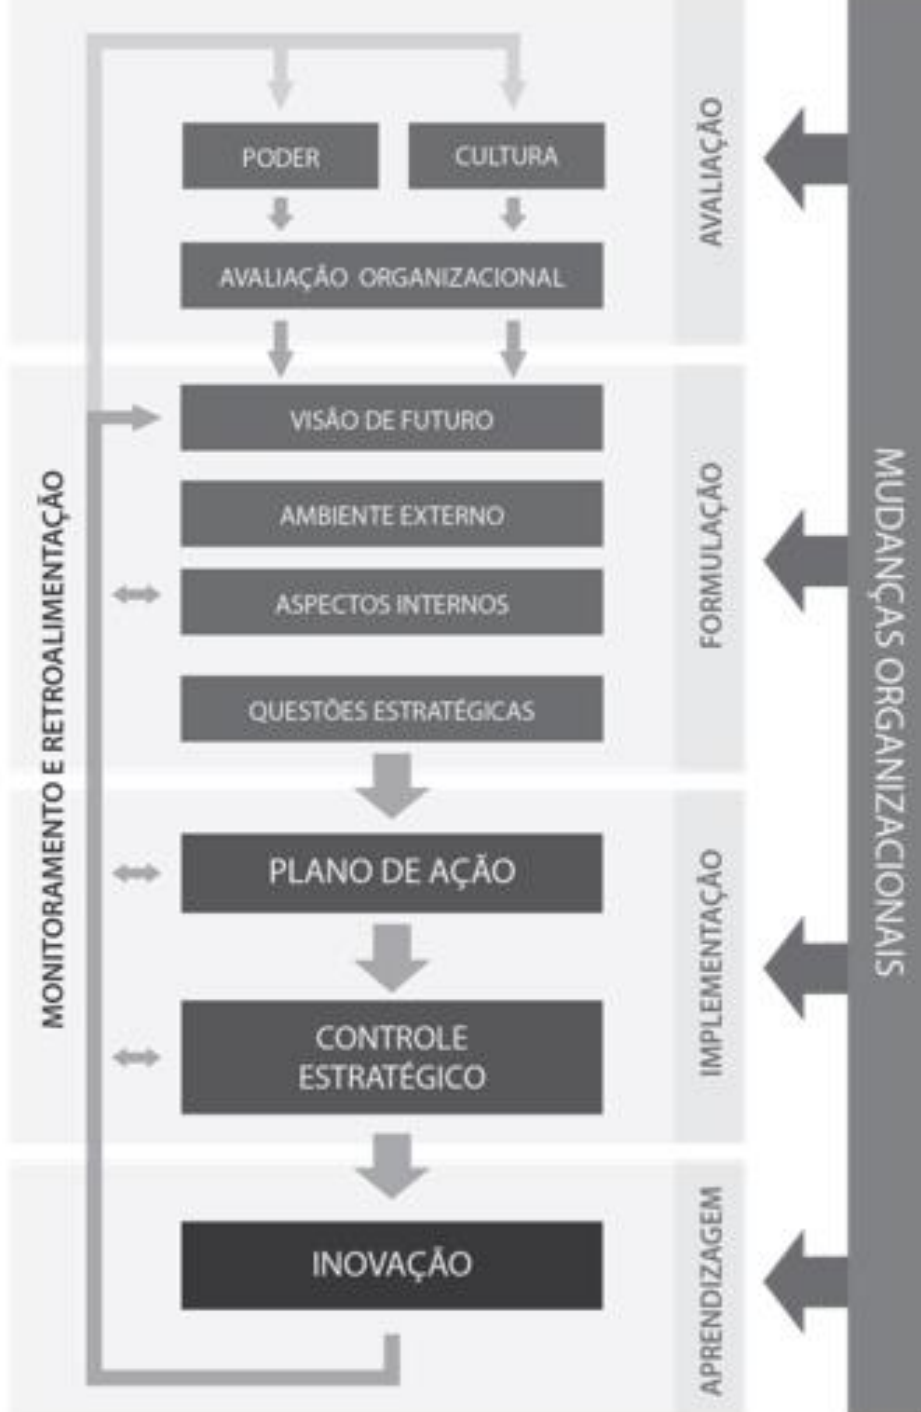 PODER
CULTURA
AVALIAÇÃO ORGANIZACIONAL
AVALIAÇÃO
VISÃO DE FUTURO
AMBIENTE EXTERNO
ASPECTOS INTERNOS
QUESTÕES ESTRATÉGICAS
FORMULAÇÃO
PLANO DE AÇÃO
CONTROLE
ESTRATÉGICO
IMPLEMENTAÇÃO
INOVAÇÃO
APRENDIZAGEM
MONITORAMENTO E RETROALIMENTAÇÃO
MUDANÇAS ORGANIZACIONAIS